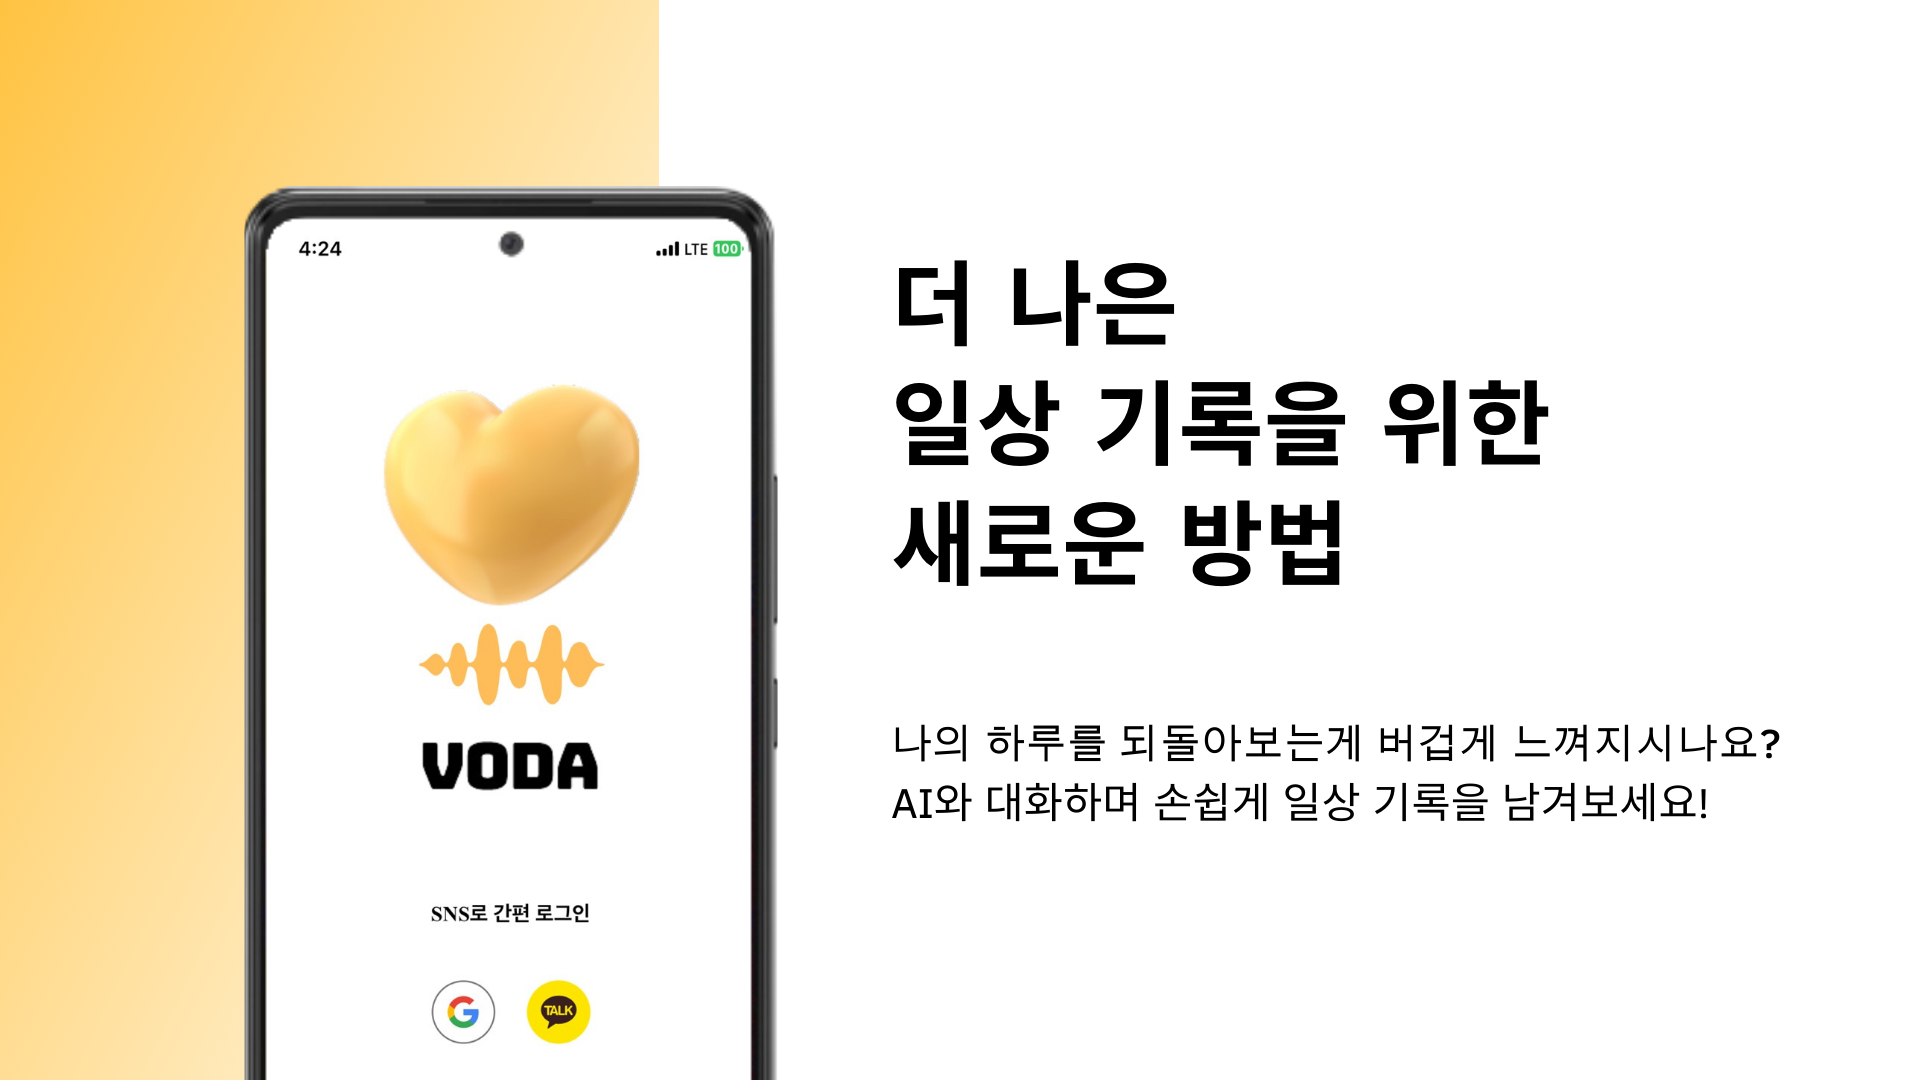 4:24
LTE 100
VODA
SNS로 간편 로그인
G
TALK
더 나은
일상 기록을 위한
새로운 방법
나의 하루를 되돌아보는게 버겁게 느껴지시나요?
AI와 대화하며 손쉽게 일상 기록을 남겨보세요!